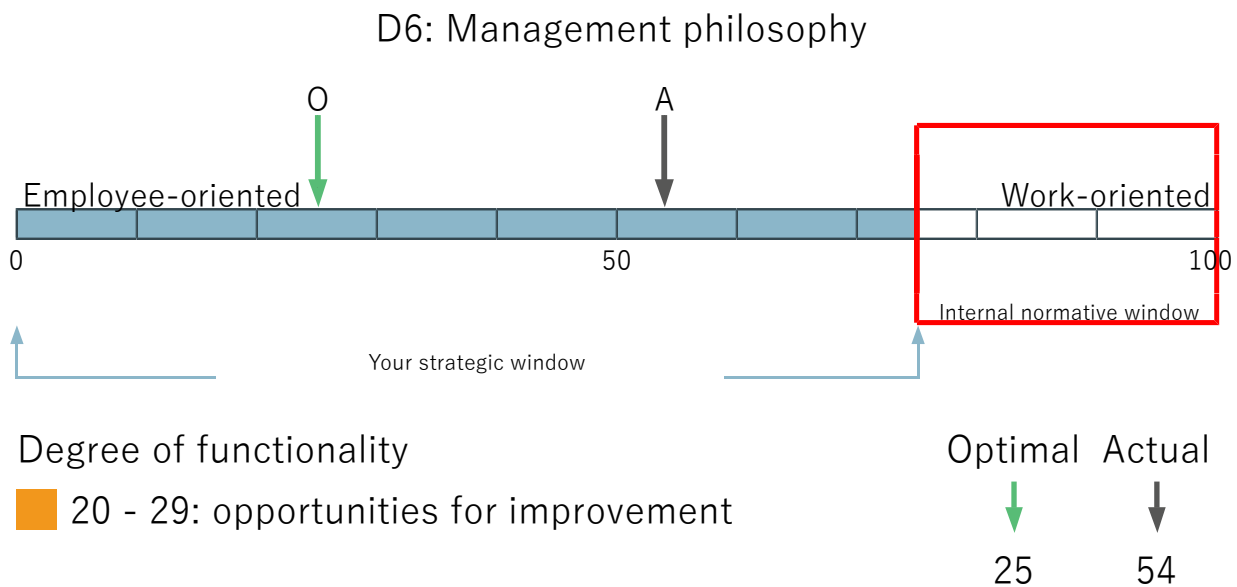 D6: Management philosophy
O A
Employee-oriented Work-oriented
0 50 100
Internal normative window
Your strategic window
Degree of functionality
Optimal Actual
20 - 29: opportunities for improvement
25 54